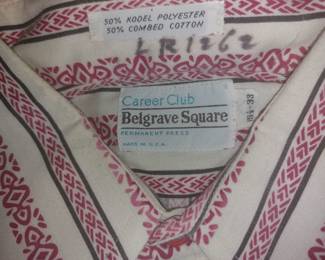 50% KODEL POLYESTER
50% COMBED COTTON
LR1262
Career Club
Belgrave Square
PERMANENT PRESS
MADE IN U.S.A.